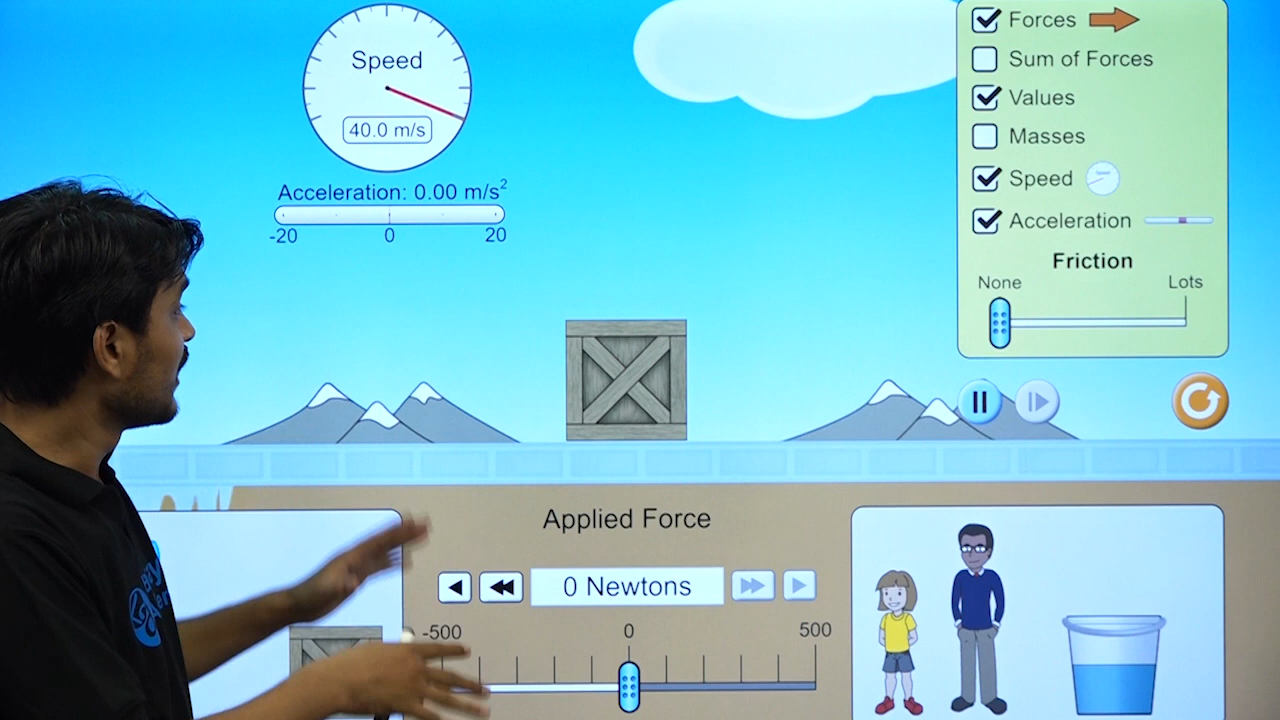 Speed
40.0 m/s
Acceleration: 0.00 m/s²
-20 0 20
Forces
Sum of Forces
Values
Masses
Speed
Acceleration
Friction
None Lots
Applied Force
0 Newtons
-500 0 500